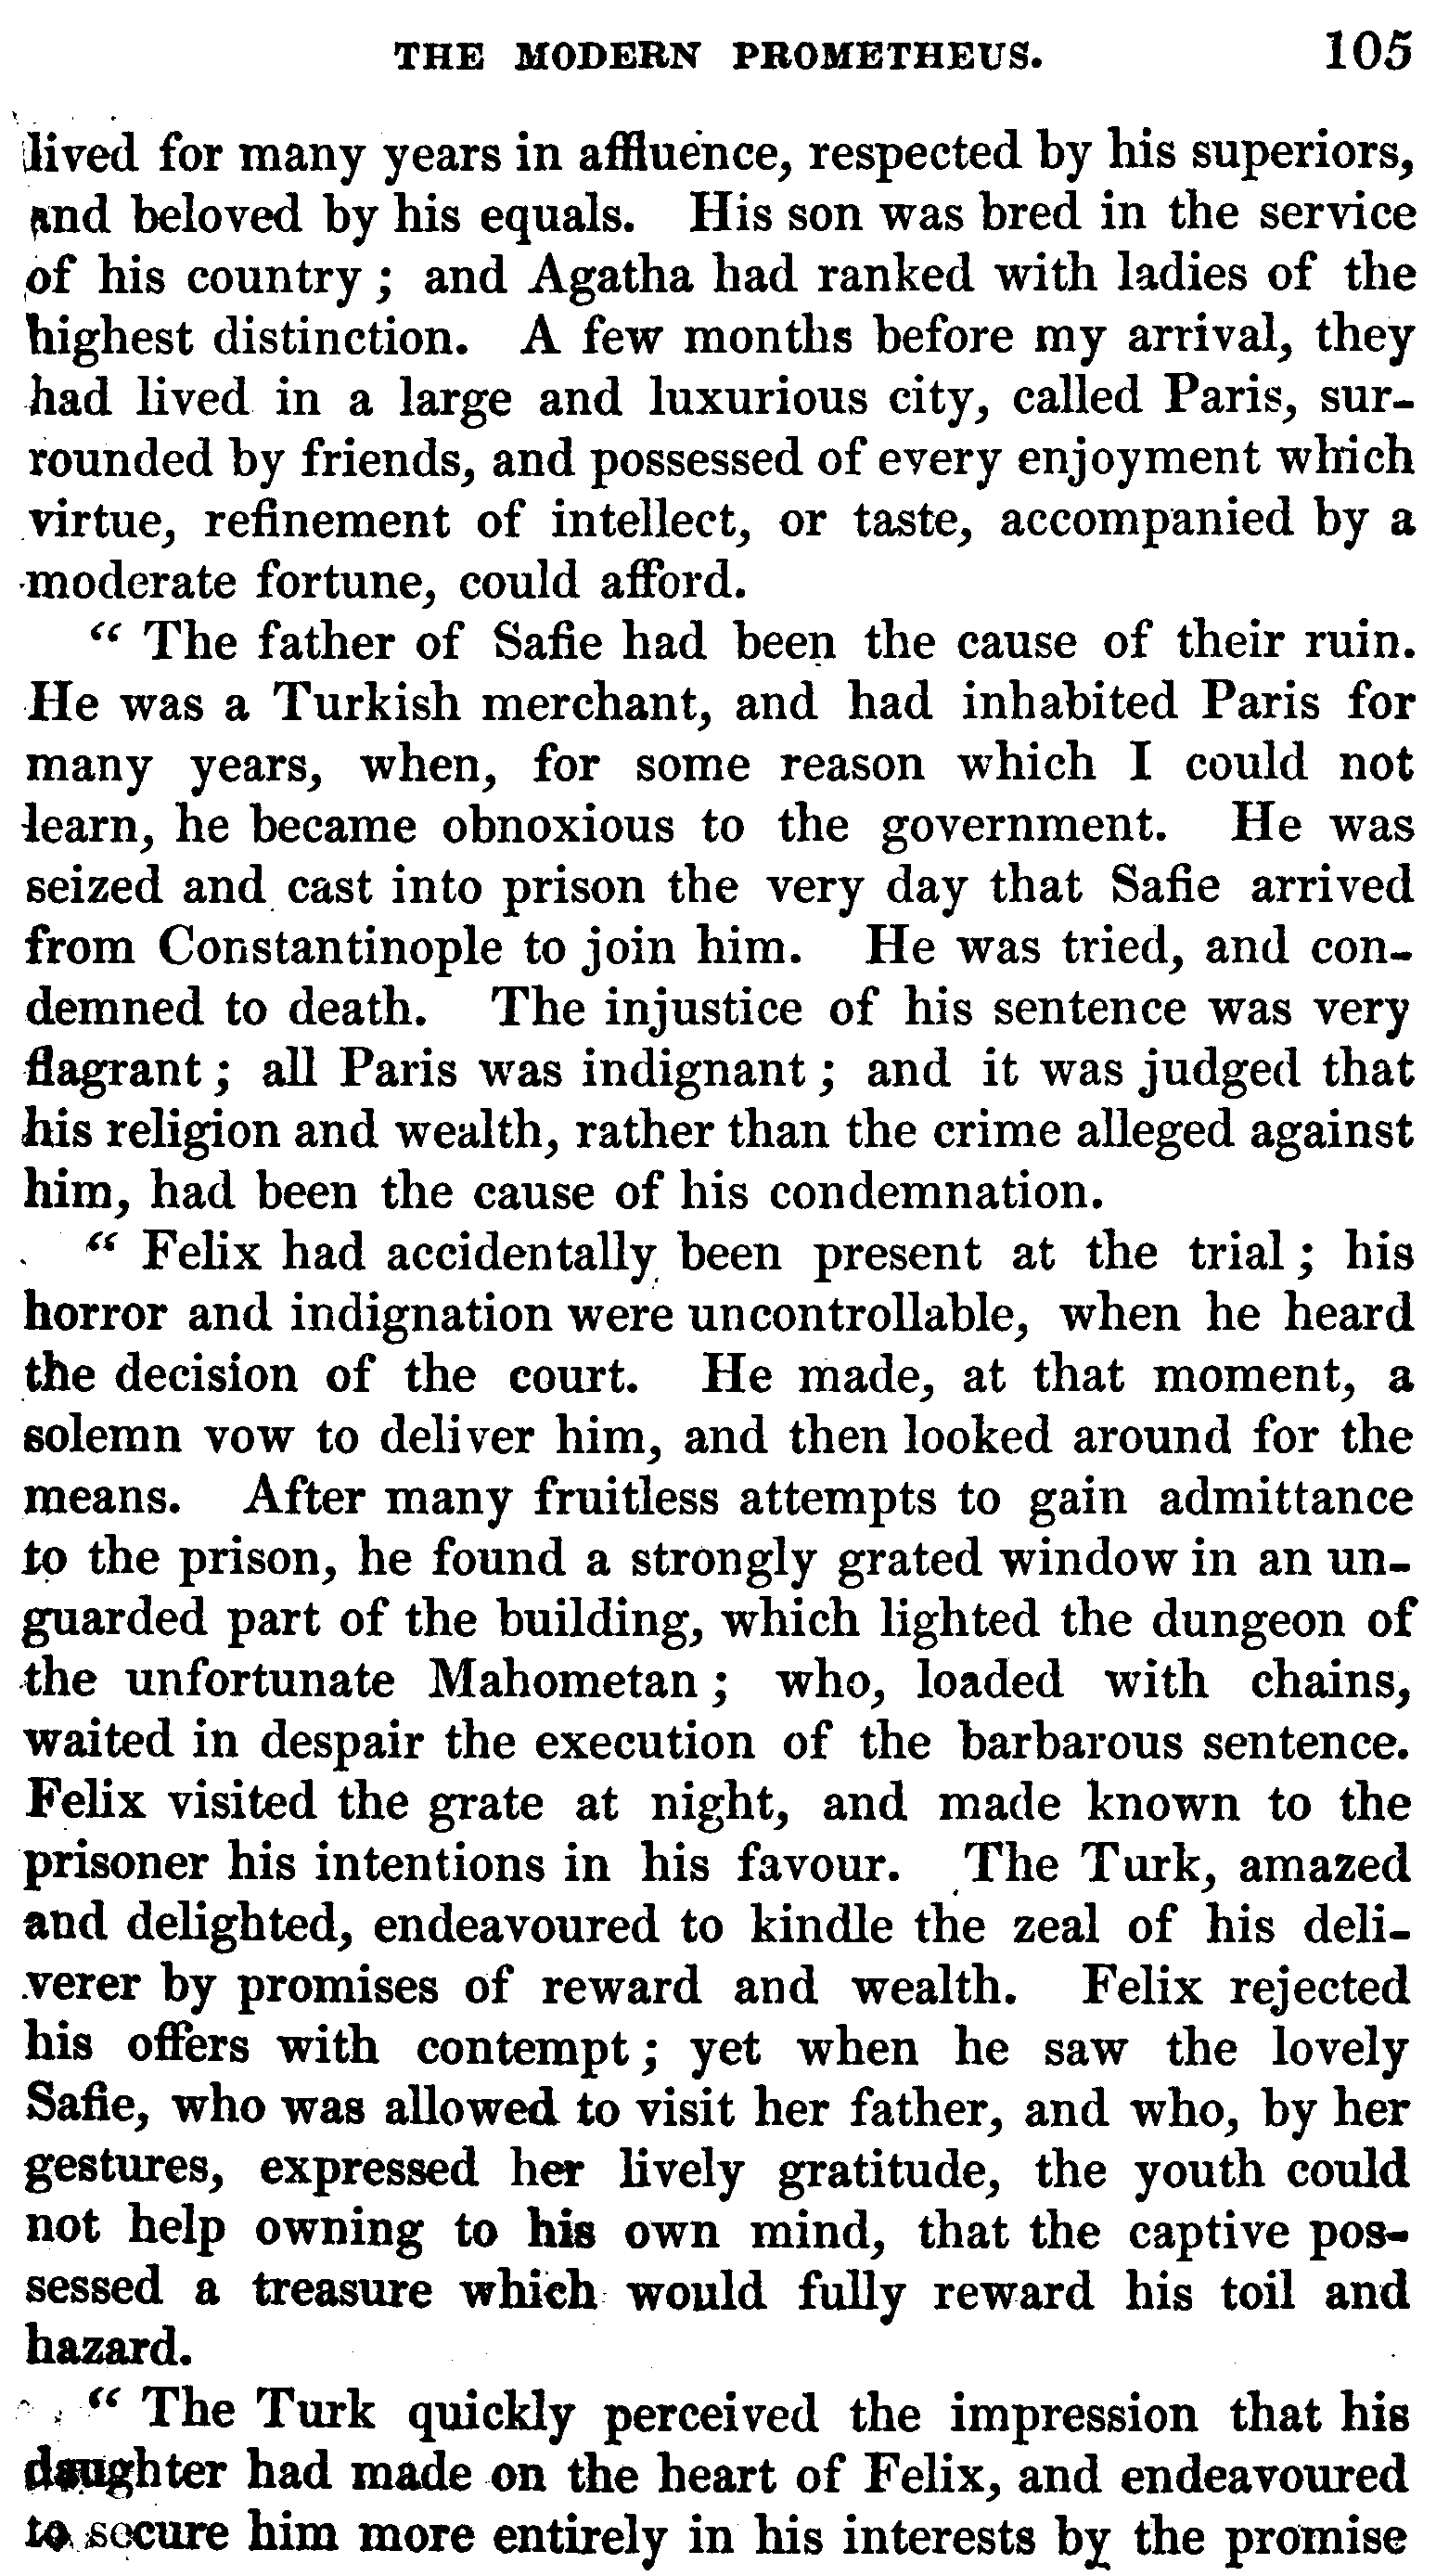 THE MODERN PROMETHEUS. 105
lived for many years in affluence, respected by his superiors,
and beloved by his equals. His son was bred in the service
of his country ; and Agatha had ranked with ladies of the
highest distinction. A few months before my arrival, they
had lived in a large and luxurious city, called Paris, sur-
rounded by friends, and possessed of every enjoyment which
virtue, refinement of intellect, or taste, accompanied by a
moderate fortune, could afford.
“ The father of Safie had been the cause of their ruin.
He was a Turkish merchant, and had inhabited Paris for
many years, when, for some reason which I could not
learn, he became obnoxious to the government. He was
seized and cast into prison the very day that Safie arrived
from Constantinople to join him. He was tried, and con-
demned to death. The injustice of his sentence was very
flagrant ; all Paris was indignant ; and it was judged that
his religion and wealth, rather than the crime alleged against
him, had been the cause of his condemnation.
“ Felix had accidentally been present at the trial ; his
horror and indignation were uncontrollable, when he heard
the decision of the court. He made, at that moment, a
solemn vow to deliver him, and then looked around for the
means. After many fruitless attempts to gain admittance
to the prison, he found a strongly grated window in an un-
guarded part of the building, which lighted the dungeon of
the unfortunate Mahometan ; who, loaded with chains,
waited in despair the execution of the barbarous sentence.
Felix visited the grate at night, and made known to the
prisoner his intentions in his favour. The Turk, amazed
and delighted, endeavoured to kindle the zeal of his deli-
verer by promises of reward and wealth. Felix rejected
his offers with contempt ; yet when he saw the lovely
Safie, who was allowed to visit her father, and who, by her
gestures, expressed her lively gratitude, the youth could
not help owning to his own mind, that the captive pos-
sessed a treasure which would fully reward his toil and
hazard.
“ The Turk quickly perceived the impression that his
daughter had made on the heart of Felix, and endeavoured
to secure him more entirely in his interests by the promise